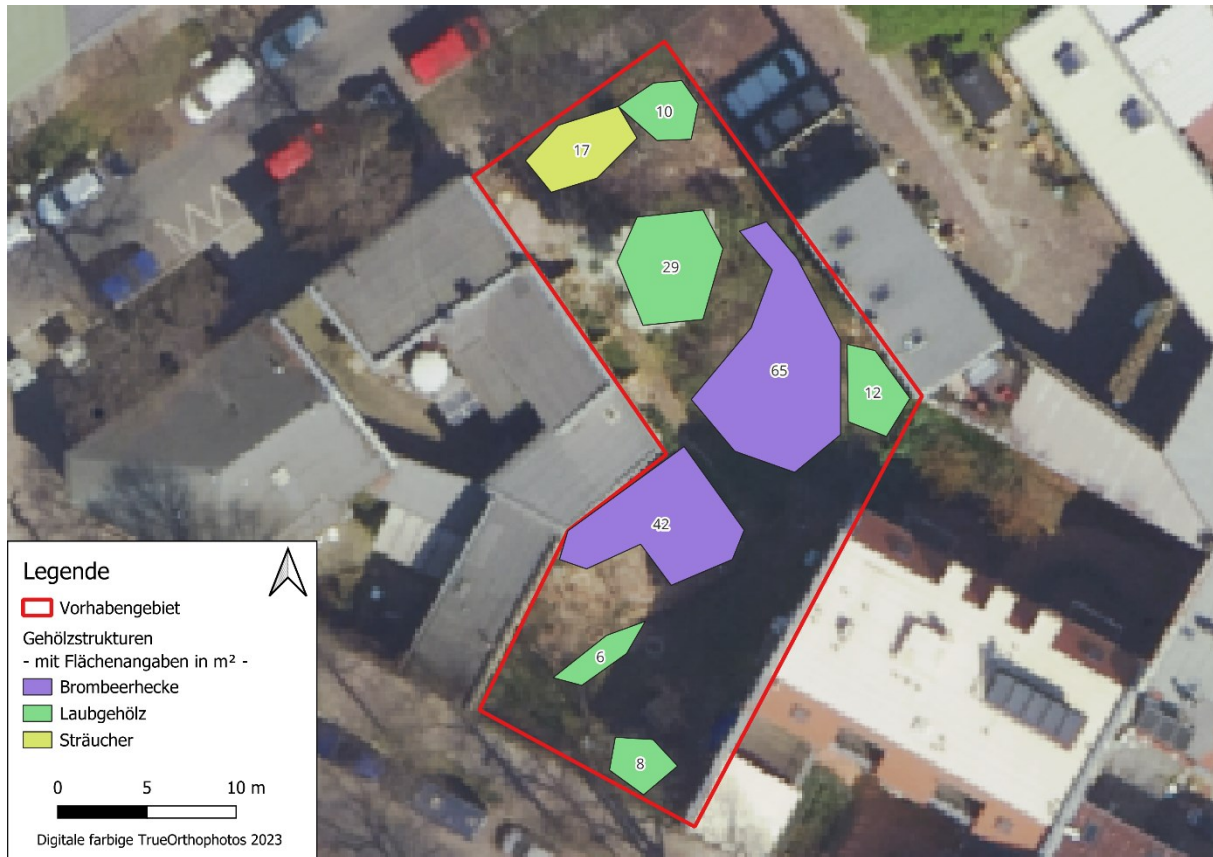 10
17
29
65
12
42
6
8
Legende
Vorhabengebiet
Gehölzstrukturen
- mit Flächenangaben in m² -
Brombeerhecke
Laubgehölz
Sträucher
0 5 10 m
Digitale farbige TrueOrthophotos 2023